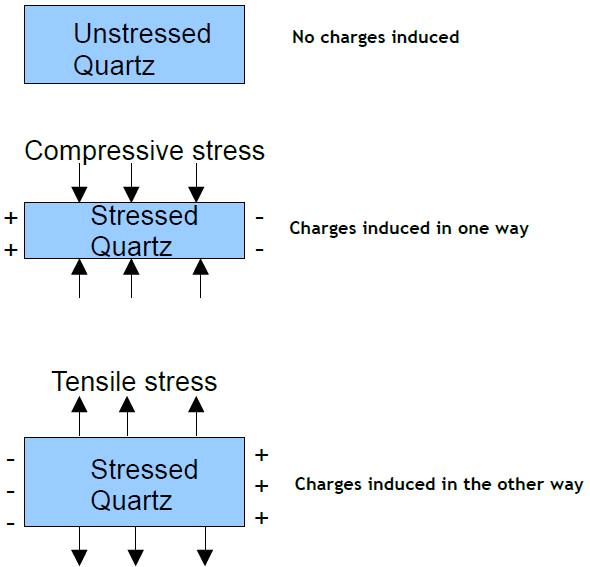 Unstressed
Quartz
No charges induced
Compressive stress
+ Stressed -
+ Quartz -
Charges induced in one way
Tensile stress
- +
Stressed
- Quartz +
- +
Charges induced in the other way